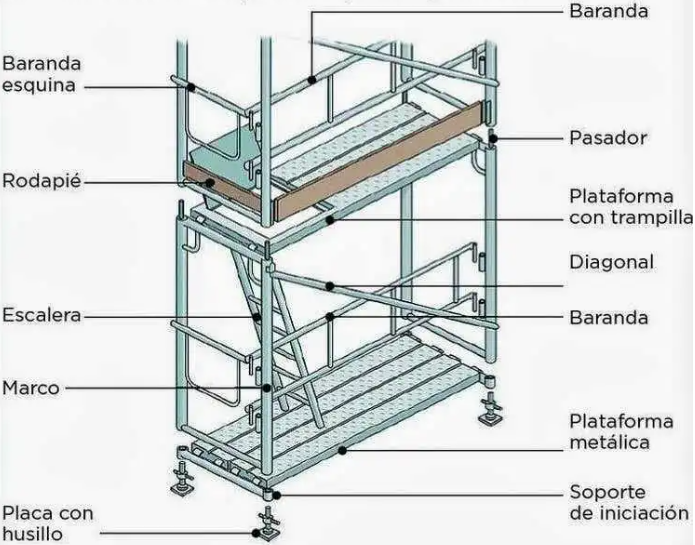 Baranda
Baranda
esquina
Pasador
Rodapié
Plataforma
con trampilla
Diagonal
Escalera
Baranda
Marco
Plataforma
metálica
Soporte
de iniciación
Placa con
husillo